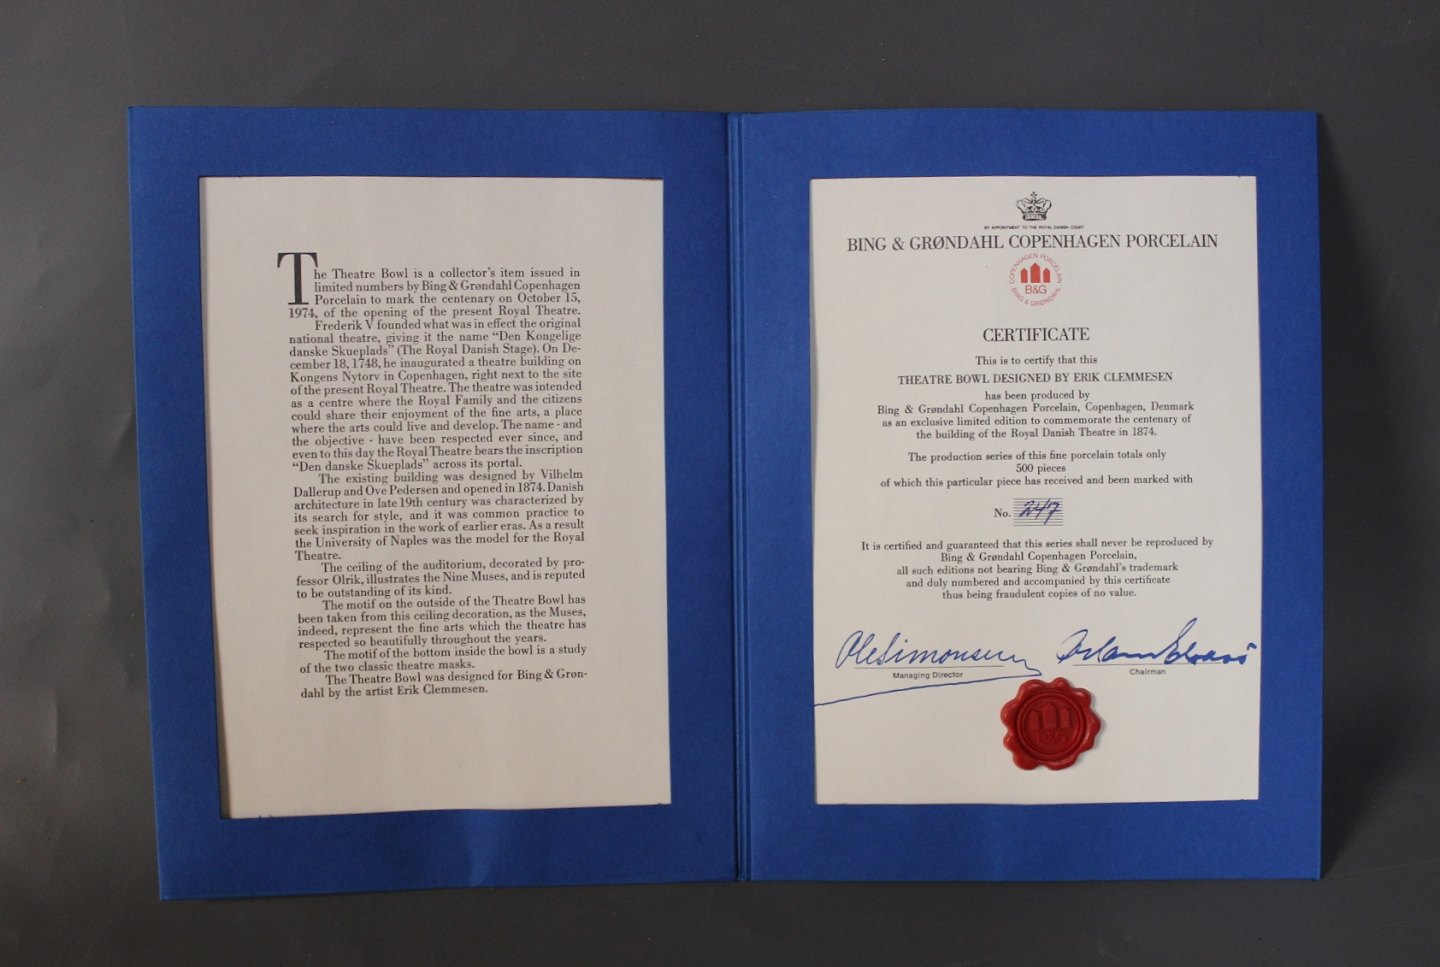 The Theatre Bowl is a collector's item issued in
limited numbers by Bing & Grøndahl Copenhagen
Porcelain to mark the centenary on October 15,
1974, of the opening of the present Royal Theatre.
Frederik V founded what was in effect the original
national theatre, giving it the name "Den Kongelige
danske Skueplads" (The Royal Danish Stage). On De-
cember 18, 1748, he inaugurated a theatre building on
Kongens Nytorv in Copenhagen, right next to the site
of the present Royal Theatre. The theatre was intended
as a centre where the Royal Family and the citizens
could share their enjoyment of the fine arts, a place
where the arts could live and develop. The name - and
the objective - have been respected ever since, and
even to this day the Royal Theatre bears the inscription
"Den danske Skueplads" across its portal.
The existing building was designed by Vilhelm
Dallerup and Ove Pedersen and opened in 1874. Danish
architecture in late 19th century was characterized by
its search for style, and it was common practice to
seek inspiration in the work of earlier eras. As a result
the University of Naples was the model for the Royal
Theatre.
The ceiling of the auditorium, decorated by pro-
fessor Olrik, illustrates the Nine Muses, and is reputed
to be outstanding of its kind.
The motif on the outside of the Theatre Bowl has
been taken from this ceiling decoration, as the Muses,
indeed, represent the fine arts which the theatre has
respected so beautifully throughout the years.
The motif of the bottom inside the bowl is a study
of the two classic theatre masks.
The Theatre Bowl was designed for Bing & Grøn-
dahl by the artist Erik Clemmesen.
BY APPOINTMENT TO THE ROYAL DANISH COURT
BING & GRØNDAHL COPENHAGEN PORCELAIN
COPENHAGEN PORCELAIN
B&G
BING & GRØNDAHL
CERTIFICATE
This is to certify that this
THEATRE BOWL DESIGNED BY ERIK CLEMMESEN
has been produced by
Bing & Grøndahl Copenhagen Porcelain, Copenhagen, Denmark
as an exclusive limited edition to commemorate the centenary of
the building of the Royal Danish Theatre in 1874.
The production series of this fine porcelain totals only
500 pieces
of which this particular piece has received and been marked with
No. 247
It is certified and guaranteed that this series shall never be reproduced by
Bing & Grøndahl Copenhagen Porcelain,
all such editions not bearing Bing & Grøndahl's trademark
and duly numbered and accompanied by this certificate
thus being fraudulent copies of no value.
Ole Simonsen
Managing Director
Chairman
B&G